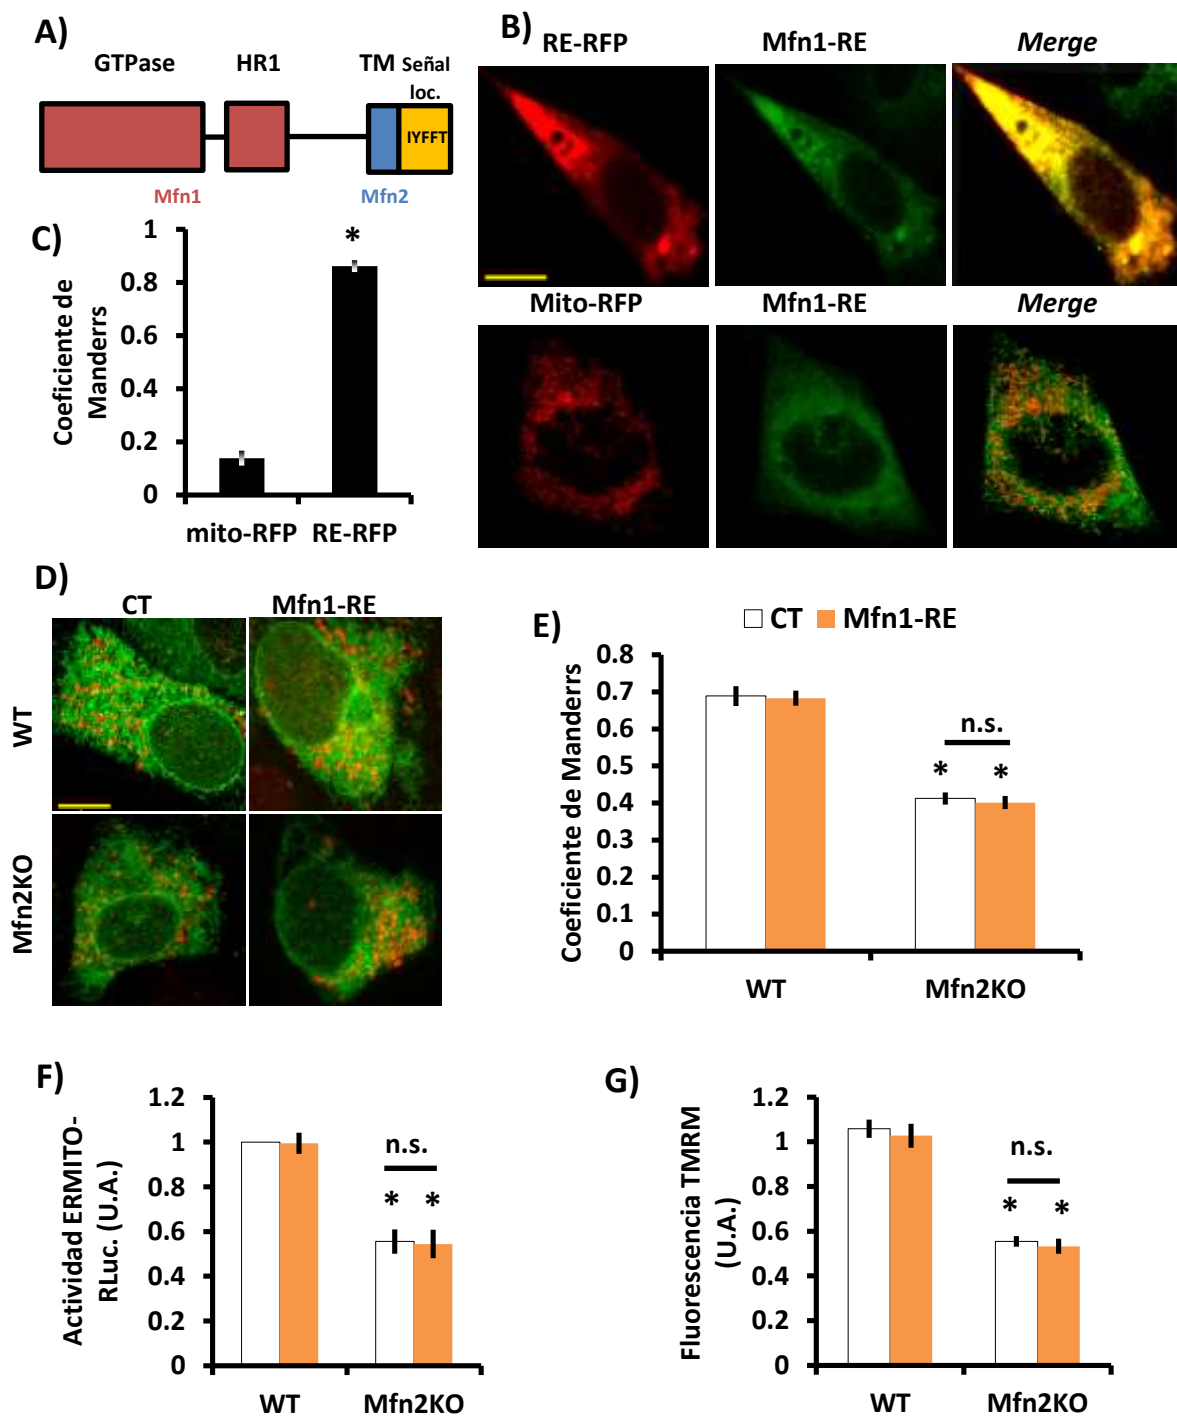 A)
GTPase
HR1
TM
Señal
loc.
IYFFT
Mfn1
Mfn2
B)
RE-RFP
Mfn1-RE
Merge
Mito-RFP
Mfn1-RE
Merge
C)
Coeficiente de
Manderrs
1
0.8
0.6
0.4
0.2
0
*
mito-RFP
RE-RFP
D)
CT
Mfn1-RE
WT
Mfn2KO
E)
CT
Mfn1-RE
Coeficiente de Manderrs
0.8
0.7
0.6
0.5
0.4
0.3
0.2
0.1
0
n.s.
* *
WT
Mfn2KO
F)
Actividad ERMITO-
RLuc. (U.A.)
1.2
1
0.8
0.6
0.4
0.2
0
n.s.
* *
WT
Mfn2KO
G)
Fluorescencia TMRM
(U.A.)
1.2
1
0.8
0.6
0.4
0.2
0
n.s.
* *
WT
Mfn2KO